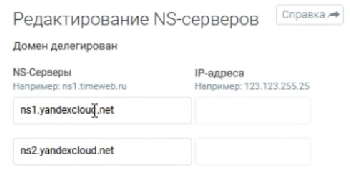 Редактирование NS-серверов
Справка
Домен делегирован
NS-Серверы IP-адреса
Например: ns1.timeweb.ru Например: 123.123.255.25
ns1.yandexcloud.net
ns2.yandexcloud.net